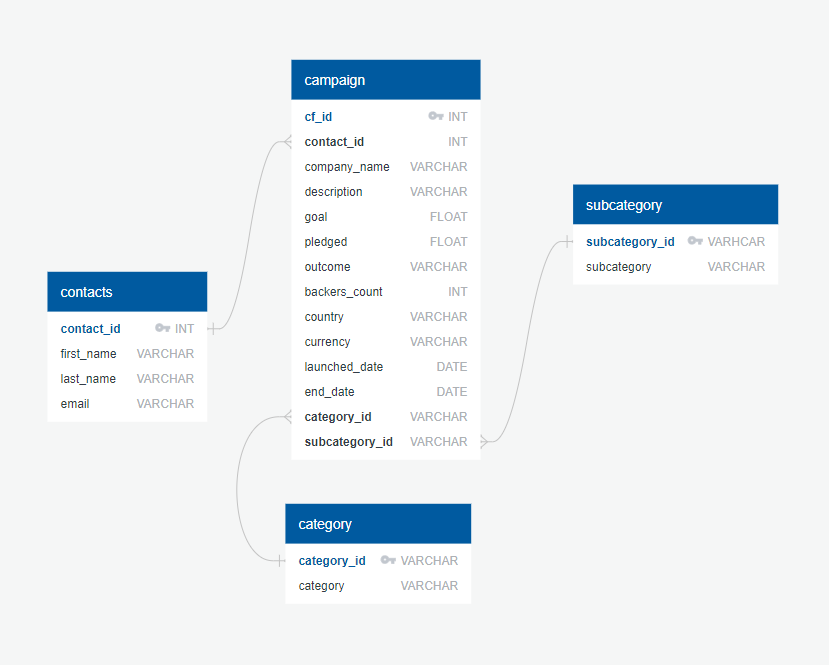 campaign
cf_id INT
contact_id INT
company_name VARCHAR
description VARCHAR
goal FLOAT
pledged FLOAT
outcome VARCHAR
backers_count INT
country VARCHAR
currency VARCHAR
launched_date DATE
end_date DATE
category_id VARCHAR
subcategory_id VARCHAR
subcategory
subcategory_id VARHCAR
subcategory VARCHAR
contacts
contact_id INT
first_name VARCHAR
last_name VARCHAR
email VARCHAR
category
category_id VARCHAR
category VARCHAR